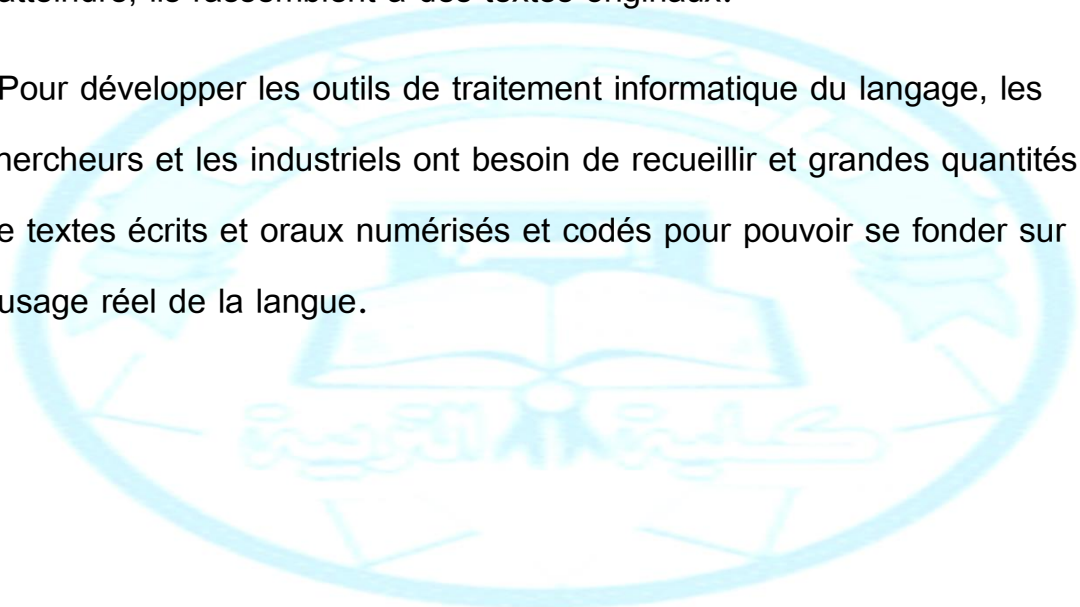 Pour développer les outils de traitement informatique du langage, les
hercheurs et les industriels ont besoin de recueillir et grandes quantités
e textes écrits et oraux numérisés et codés pour pouvoir se fonder sur
usage réel de la langue.
كلية التربية